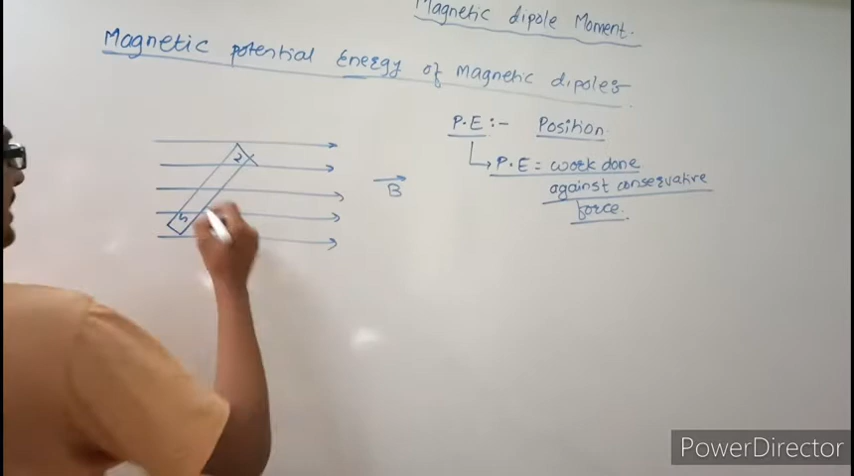 Magnetic dipole Moment.
Magnetic potential Energy of Magnetic dipoles
P.E :- Position
P.E = work done
against conservative
force.
N
S
B
PowerDirector